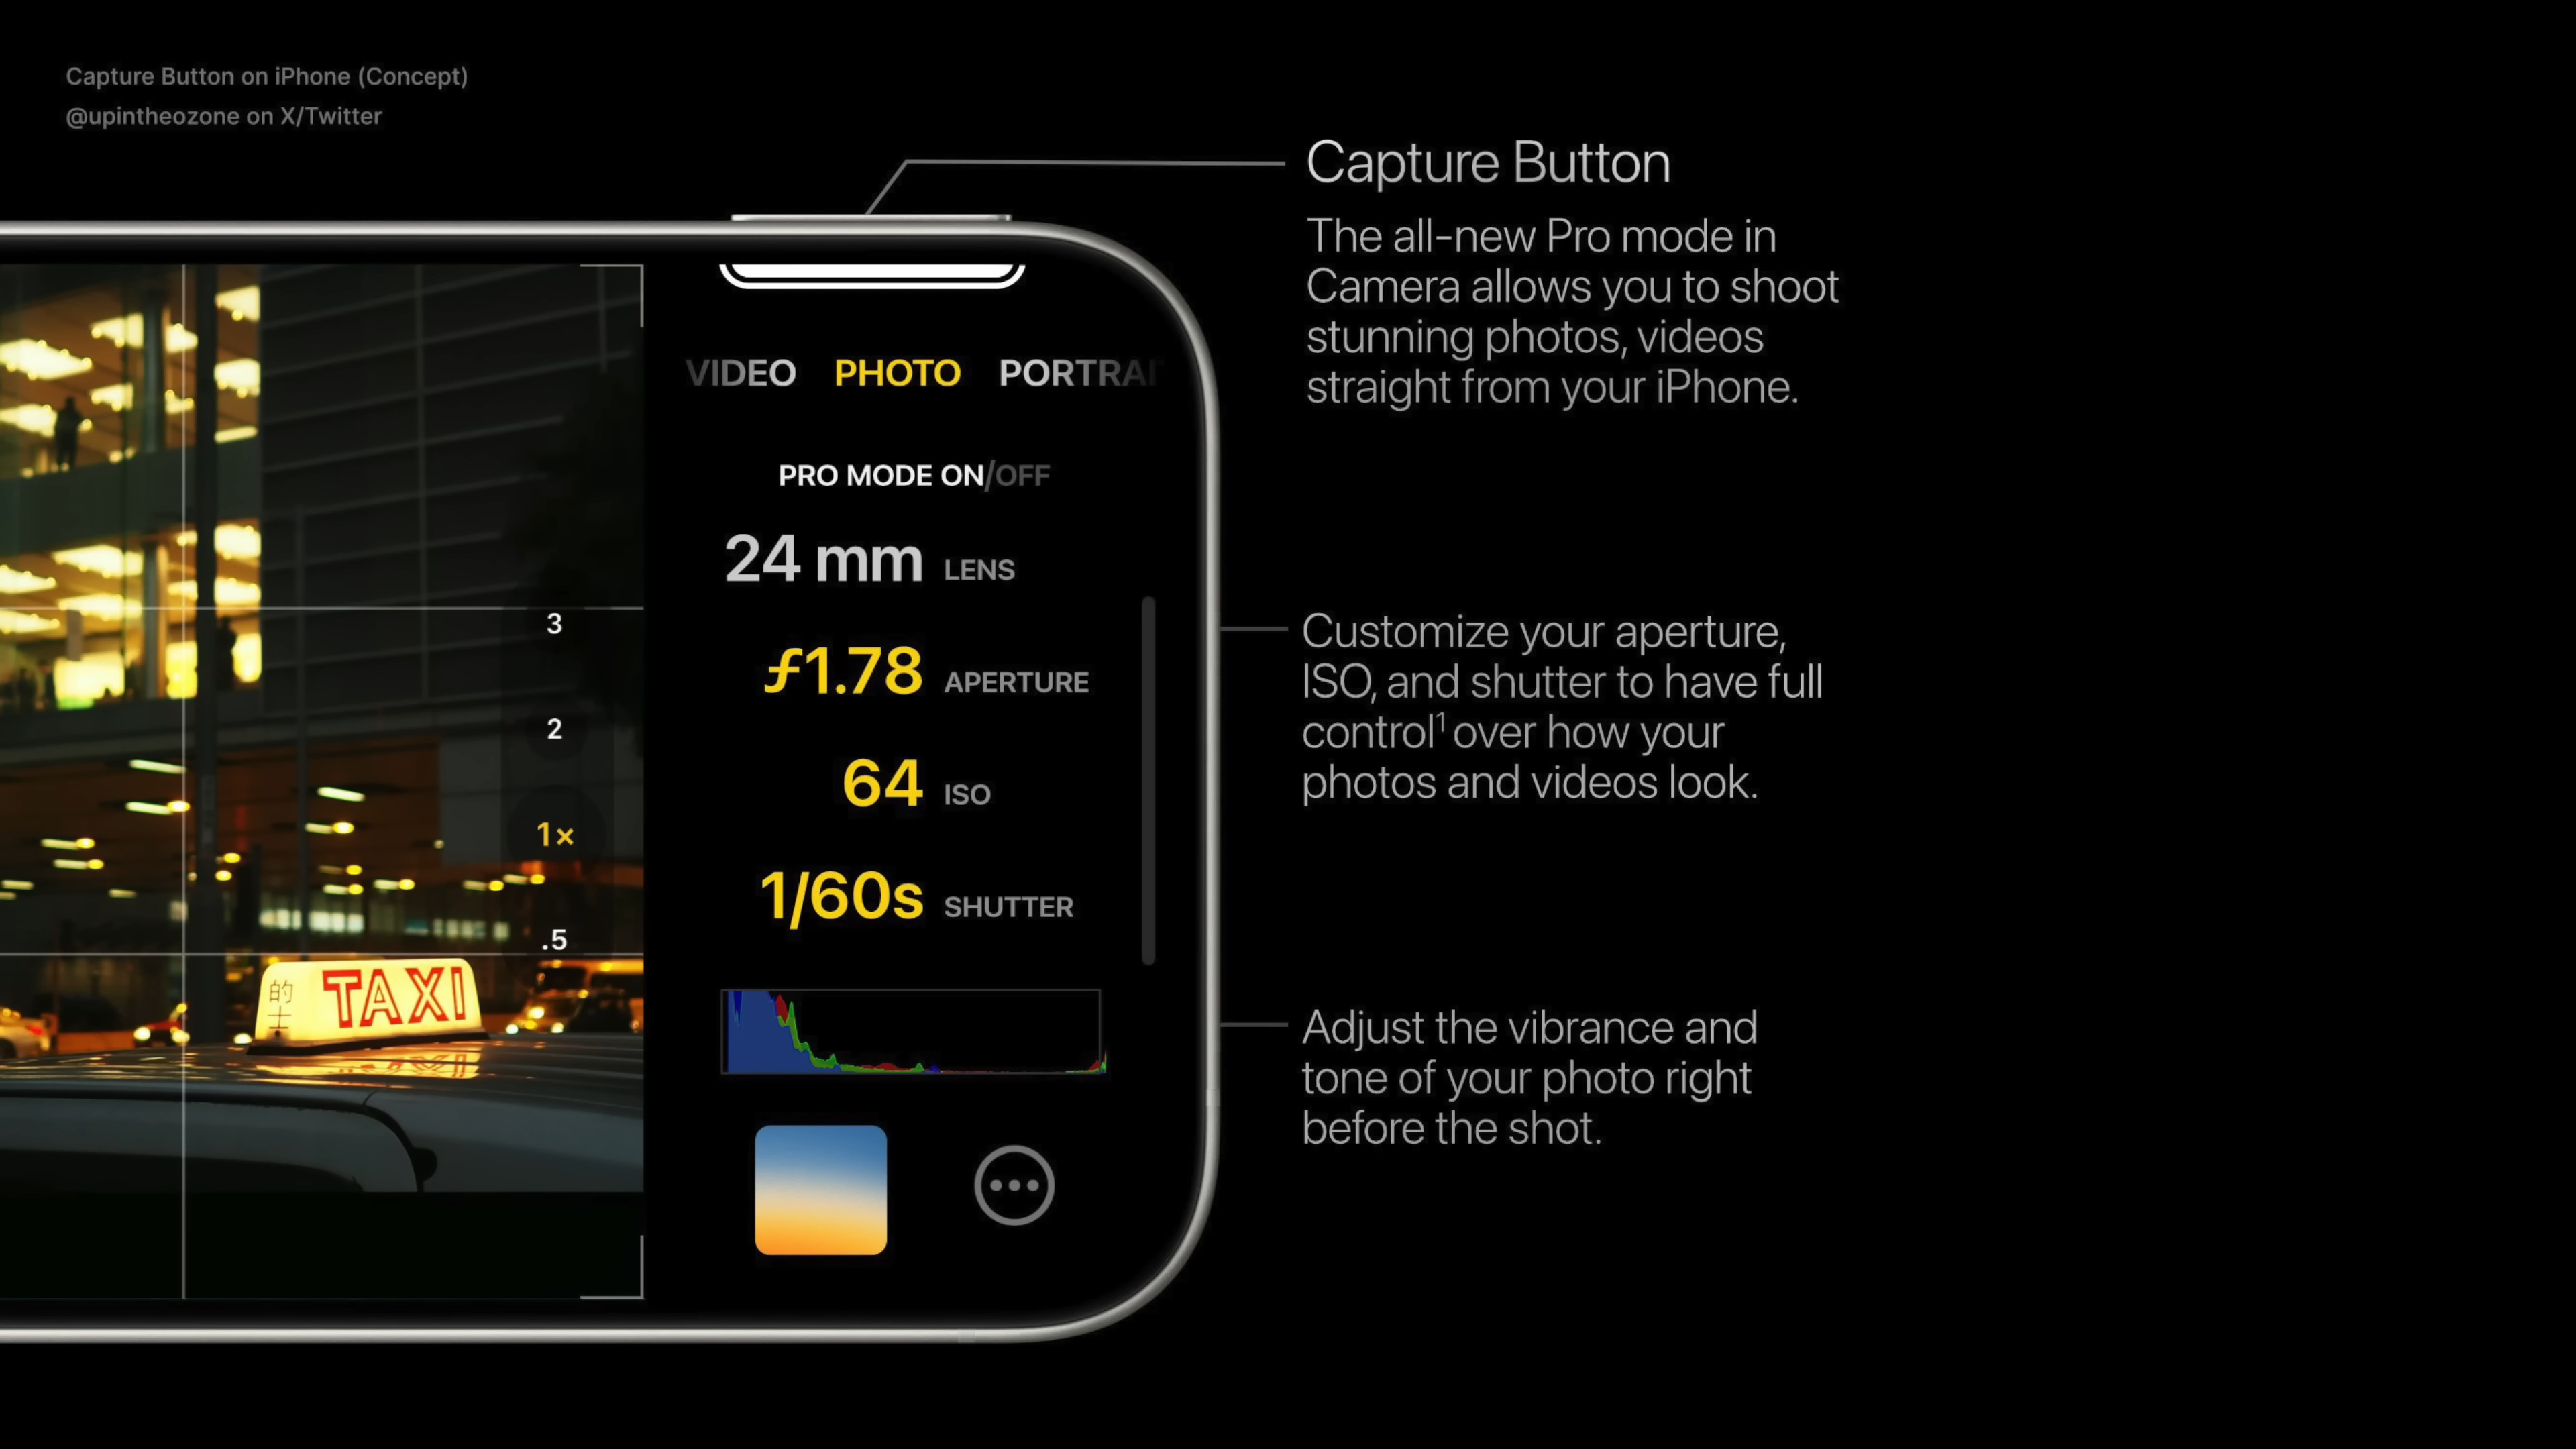 Capture Button on iPhone (Concept)
@upintheozone on X/Twitter
Capture Button
The all-new Pro mode in
Camera allows you to shoot
stunning photos, videos
straight from your iPhone.
VIDEO PHOTO PORTRAI
PRO MODE ON/OFF
24 mm LENS
ƒ1.78 APERTURE
64 ISO
1/60s SHUTTER
3
2
1×
.5
的士 TAXI
Customize your aperture,
ISO, and shutter to have full
control¹ over how your
photos and videos look.
Adjust the vibrance and
tone of your photo right
before the shot.